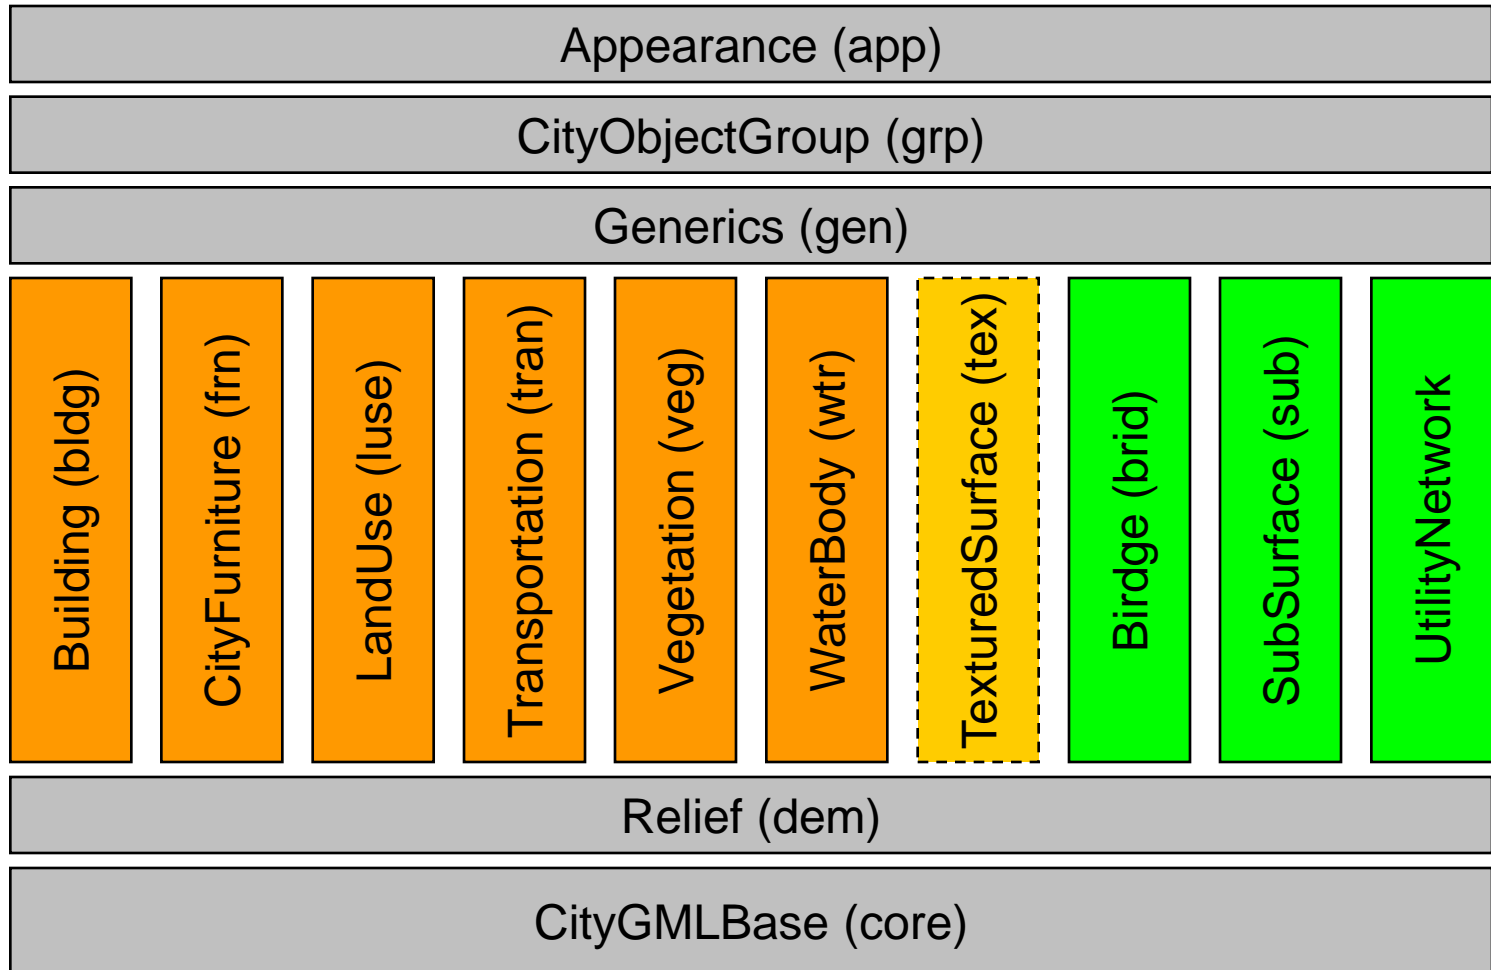 Appearance (app)
CityObjectGroup (grp)
Generics (gen)
Building (bldg)
CityFurniture (frn)
LandUse (luse)
Transportation (tran)
Vegetation (veg)
WaterBody (wtr)
TexturedSurface (tex)
Birdge (brid)
SubSurface (sub)
UtilityNetwork
Relief (dem)
CityGMLBase (core)